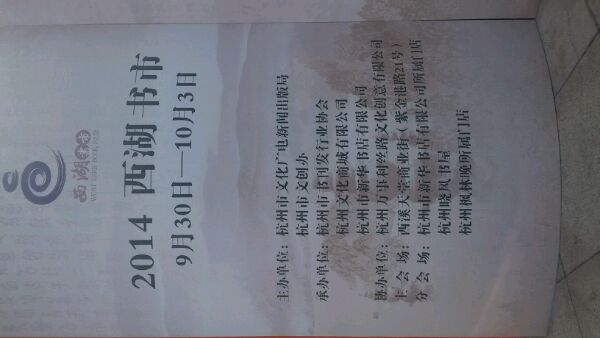 西湖书市
WEST LAKE BOOK FAIR
2014 西湖书市
9月30日—10月3日
主办单位：杭州市文化广电新闻出版局
杭州市文创办
承办单位：杭州市书刊发行业协会
杭州文化商城有限公司
杭州市新华书店有限公司
协办单位：杭州万事利丝路文化创意有限公司
主 会 场：西溪天堂商业街（紫金港路21号）
分 会 场：杭州市新华书店有限公司所属门店
杭州晓风书屋
杭州枫林晚所属门店